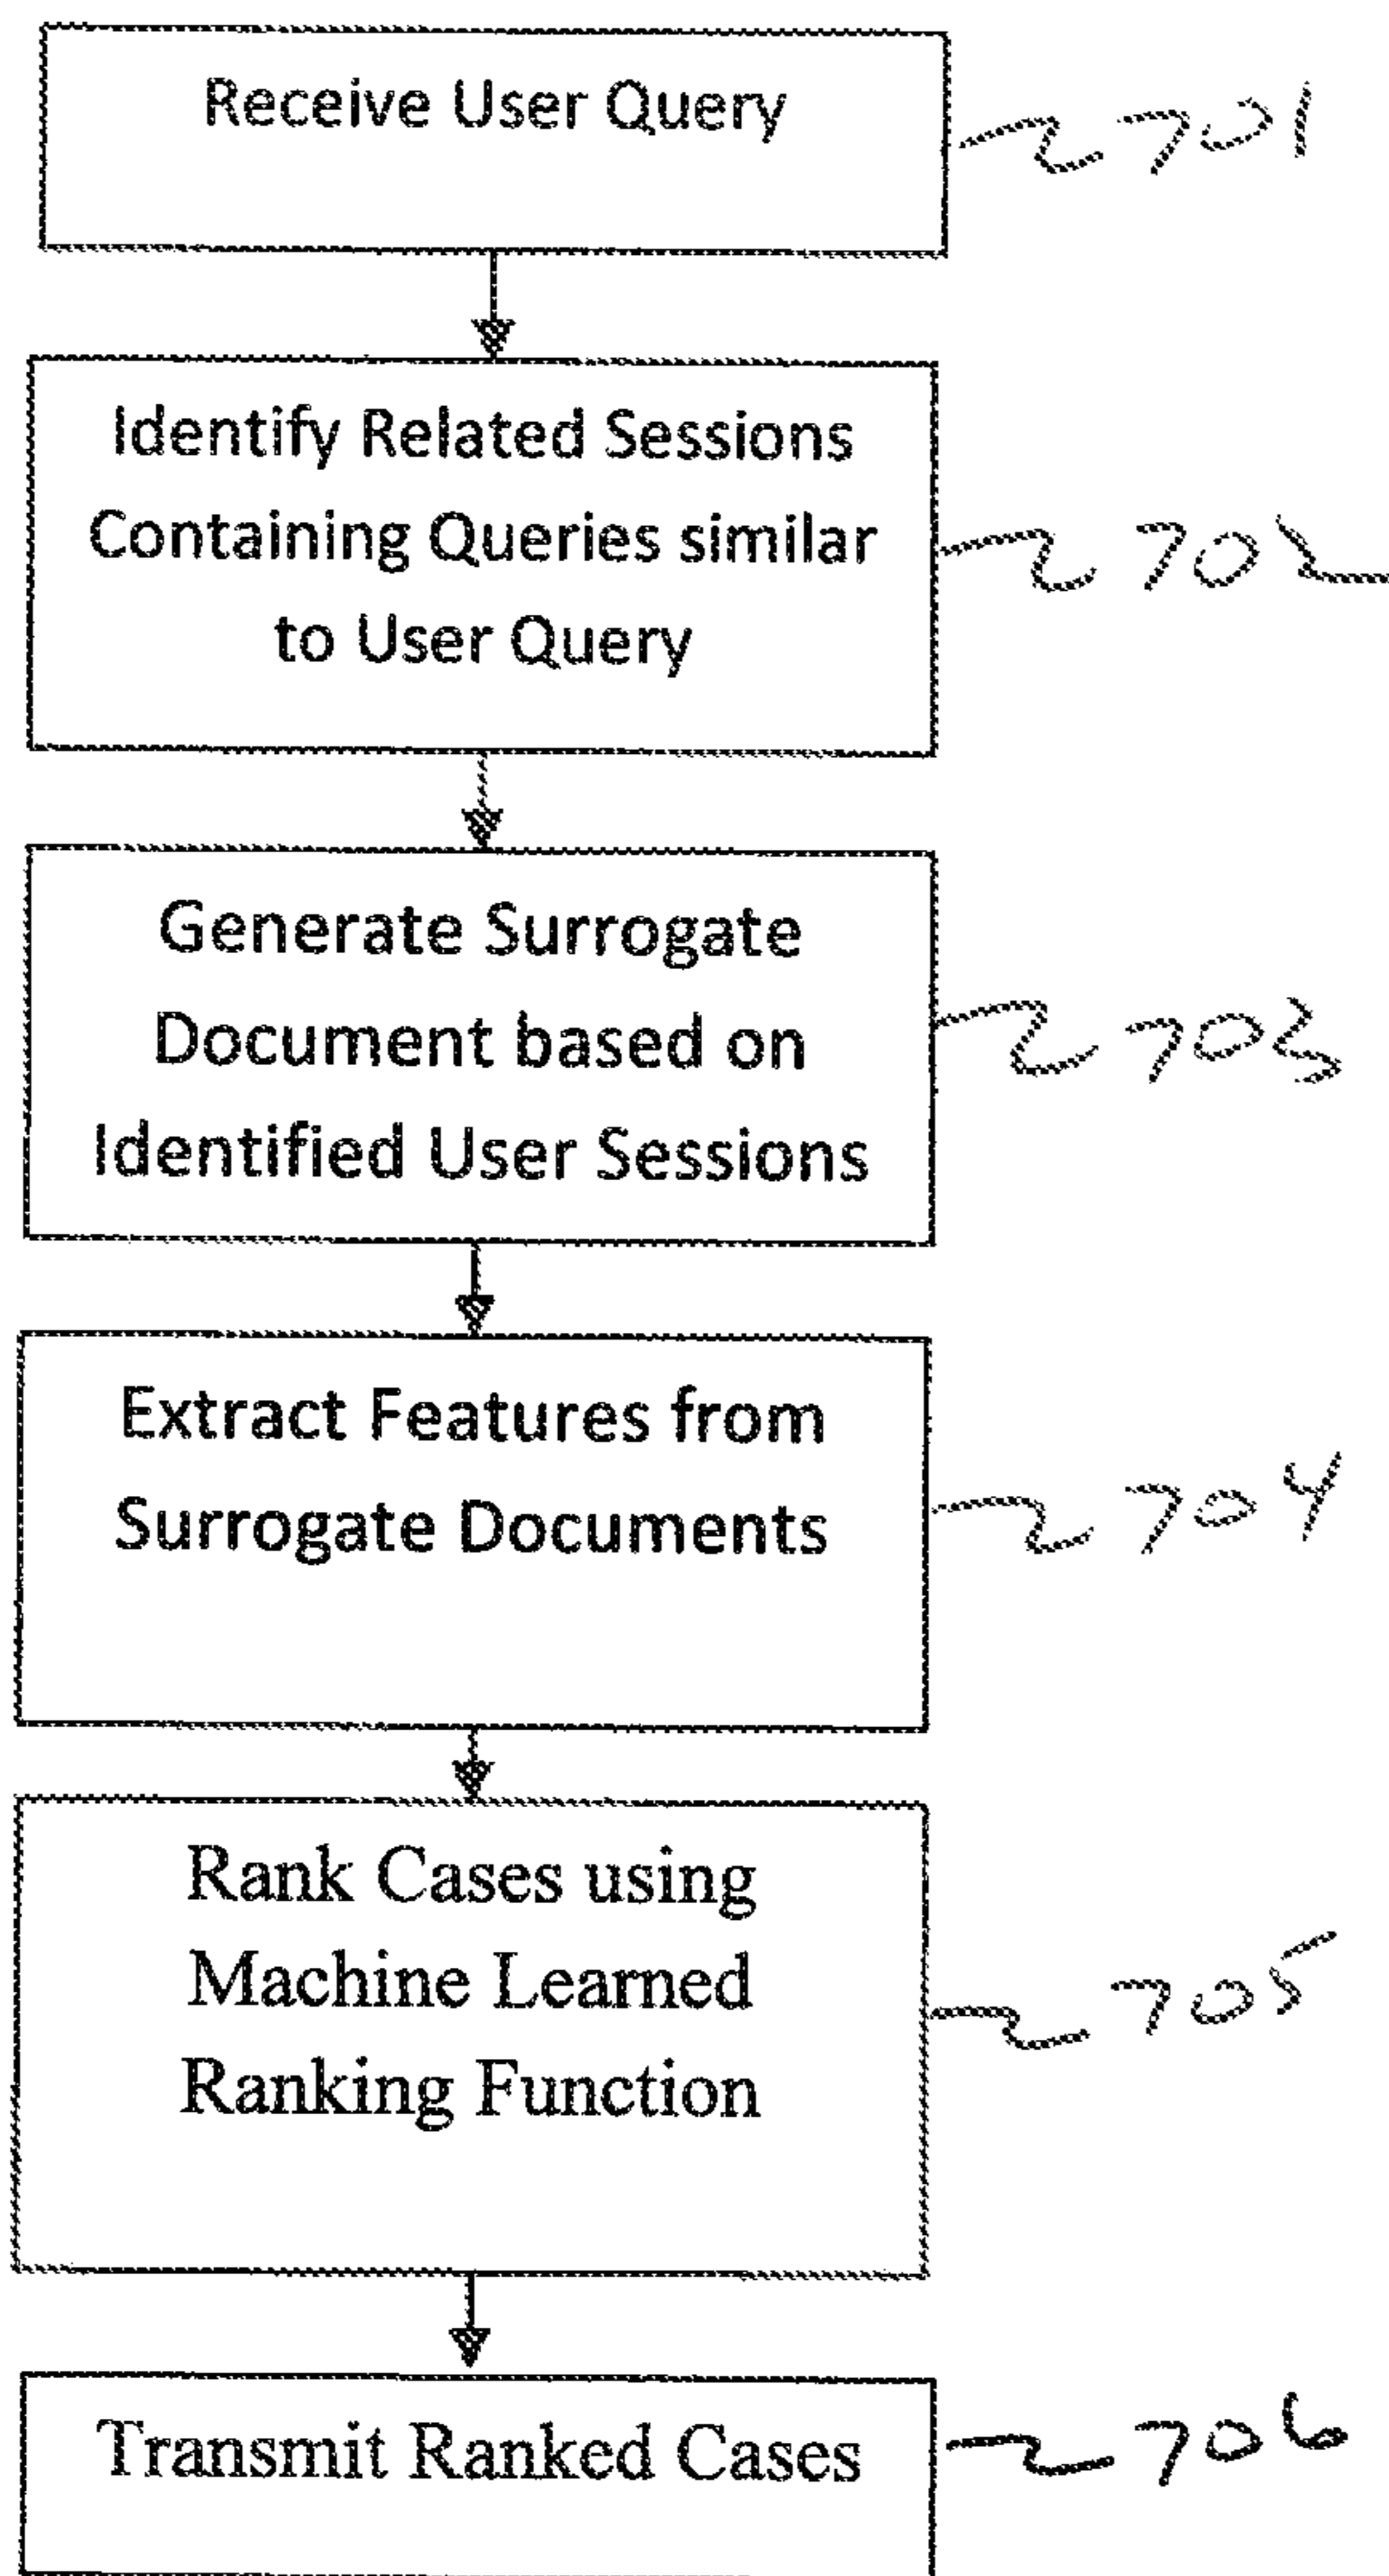 Receive User Query
701
Identify Related Sessions
Containing Queries similar
to User Query
702
Generate Surrogate
Document based on
Identified User Sessions
703
Extract Features from
Surrogate Documents
704
Rank Cases using
Machine Learned
Ranking Function
705
Transmit Ranked Cases
706